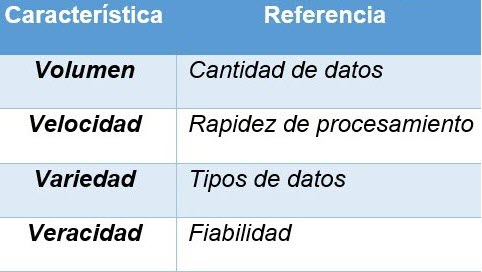 Característica Referencia
Volumen Cantidad de datos
Velocidad Rapidez de procesamiento
Variedad Tipos de datos
Veracidad Fiabilidad